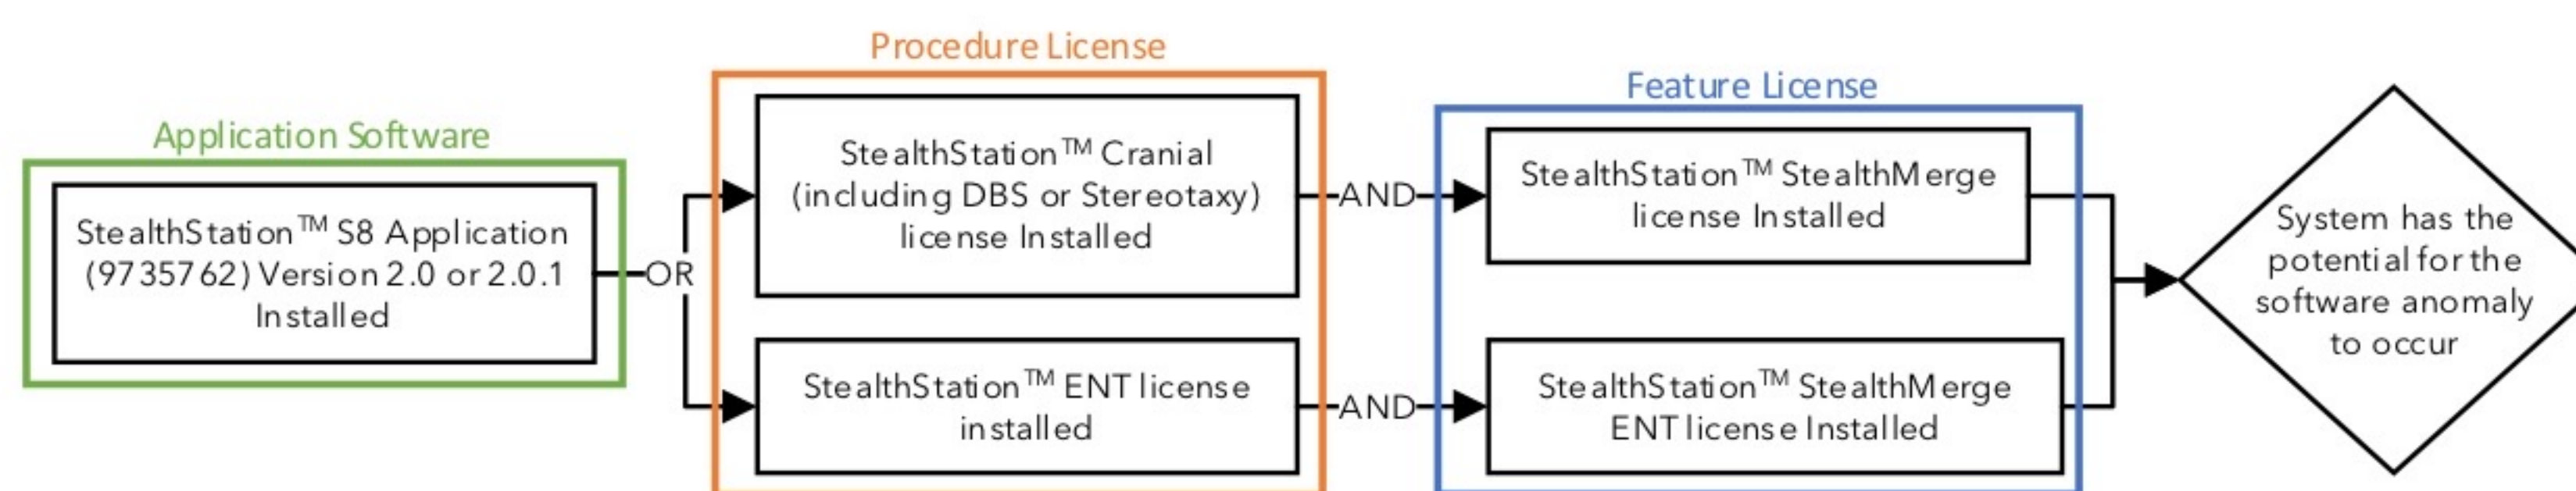 Application Software
StealthStation™ S8 Application
(9735762) Version 2.0 or 2.0.1
Installed
OR
Procedure License
StealthStation™ Cranial
(including DBS or Stereotaxy)
license Installed
StealthStation™ ENT license
installed
AND
AND
Feature License
StealthStation™ StealthMerge
license Installed
StealthStation™ StealthMerge
ENT license Installed
System has the
potential for the
software anomaly
to occur